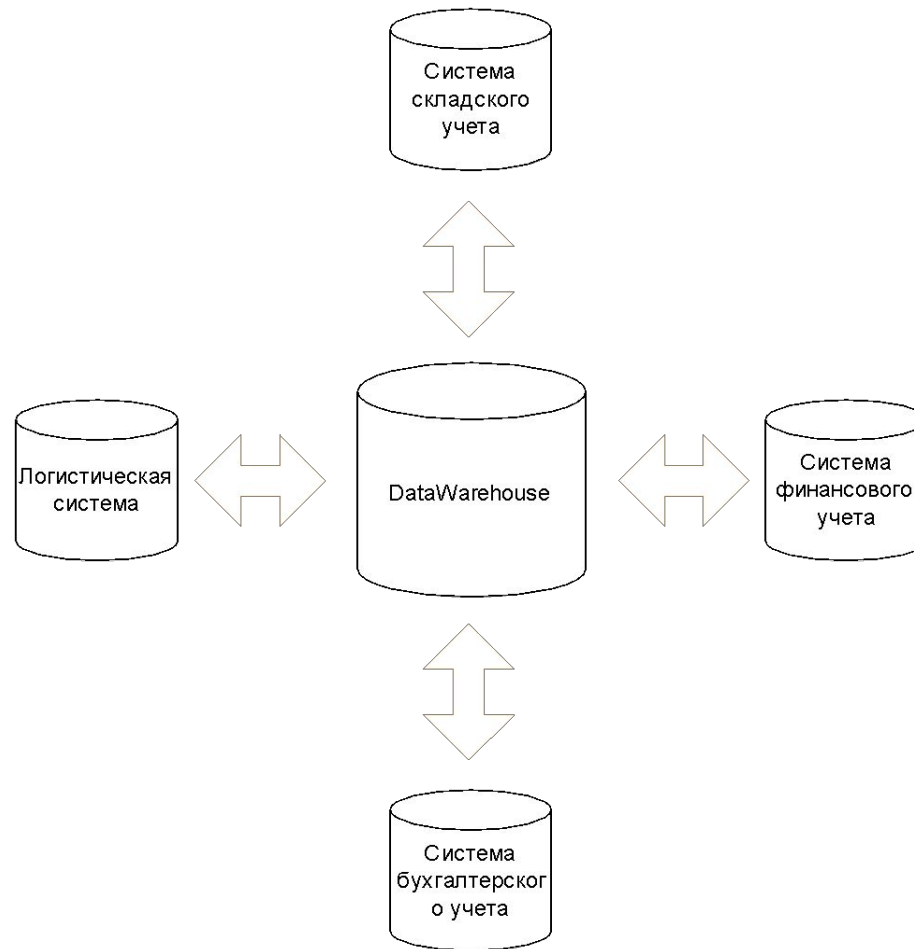 Система
складского
учета
Логистическая
система
DataWarehouse
Система
финансового
учета
Система
бухгалтерског
о учета